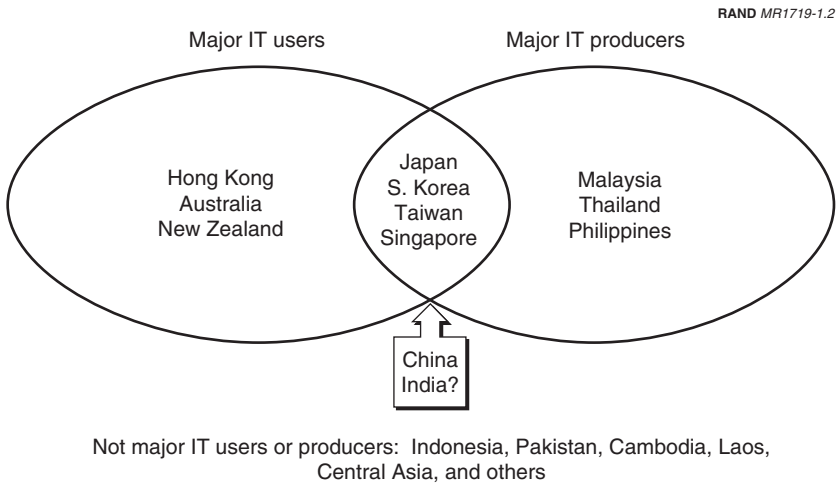 RAND MR1719-1.2
Major IT users
Major IT producers
Hong Kong
Australia
New Zealand
Japan
S. Korea
Taiwan
Singapore
Malaysia
Thailand
Philippines
China
India?
Not major IT users or producers: Indonesia, Pakistan, Cambodia, Laos,
Central Asia, and others